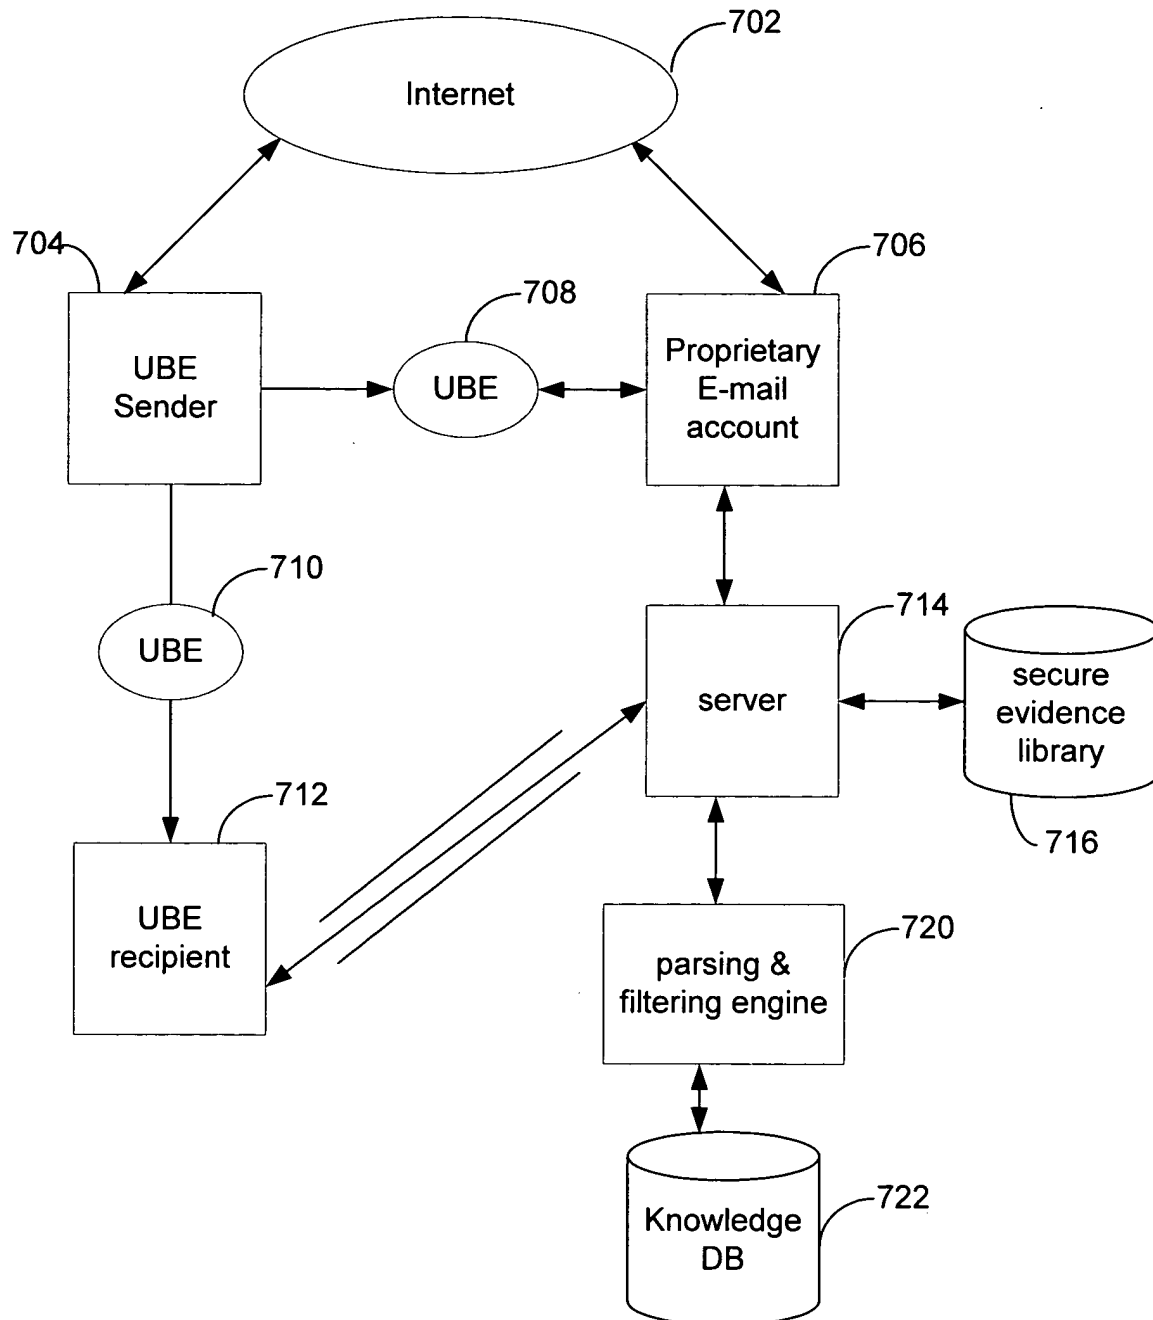 702
Internet
704
706
708
UBE
Sender
UBE
Proprietary
E-mail
account
710
UBE
714
server
secure
evidence
library
712
716
UBE
recipient
720
parsing &
filtering engine
722
Knowledge
DB